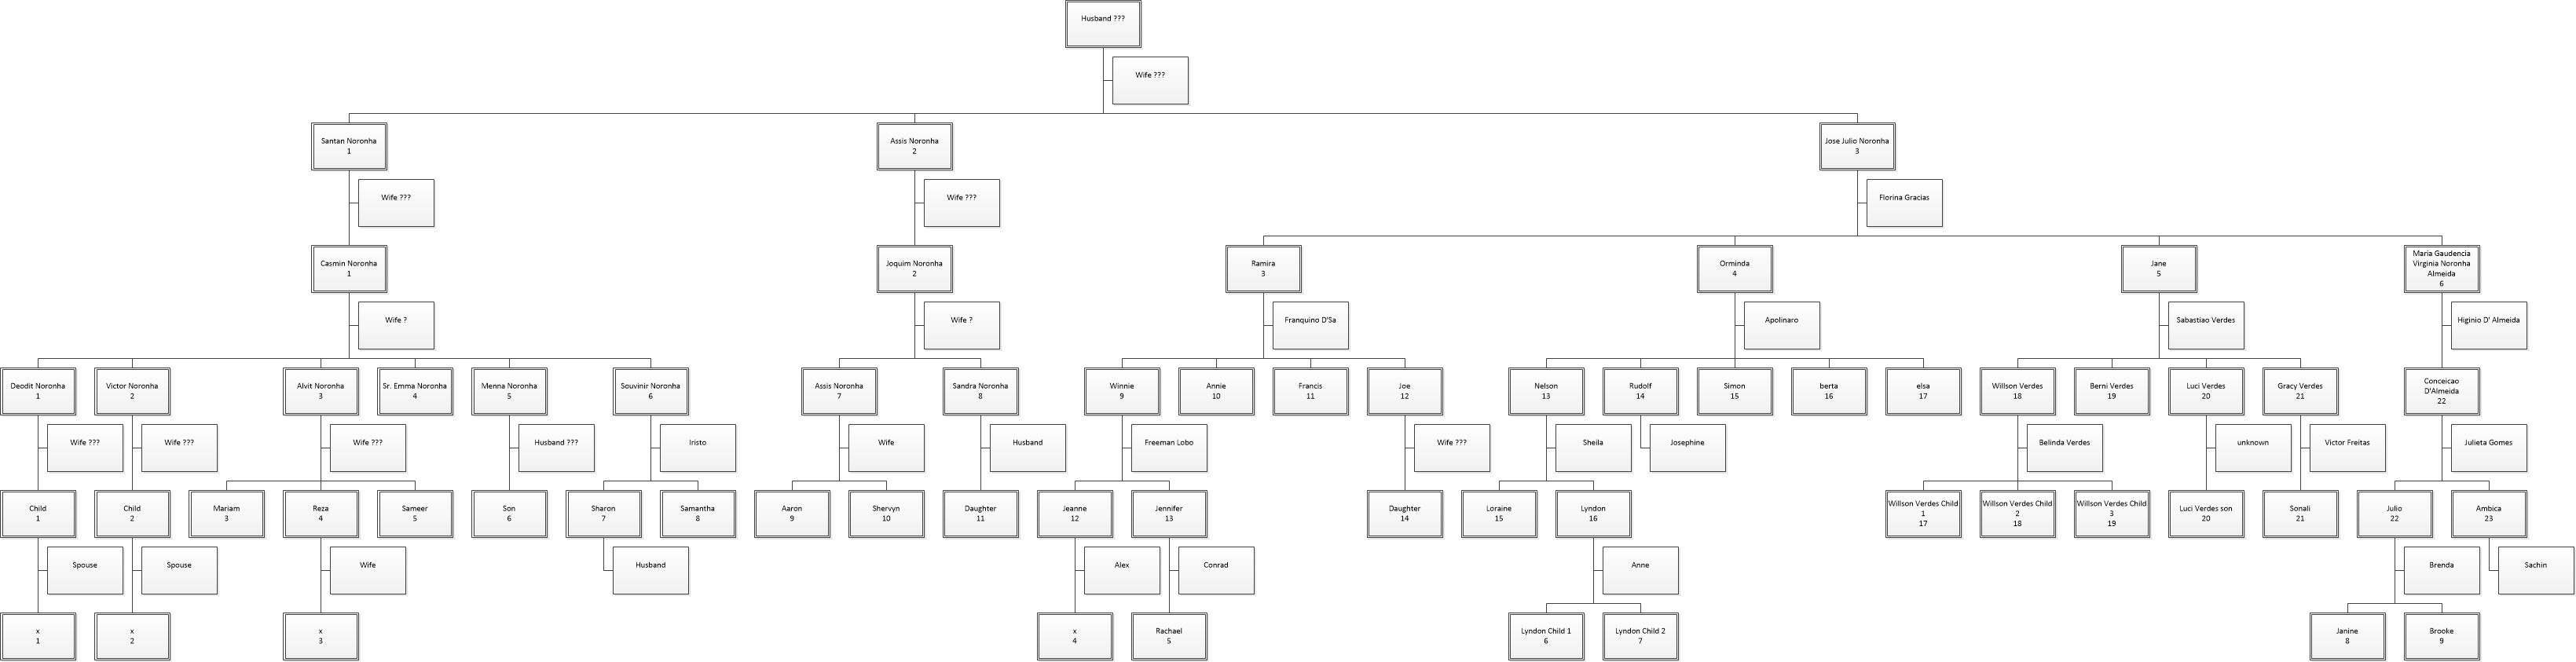 Husband ???
Wife ???
Santan Noronha
1
Assis Noronha
2
Jose Julio Noronha
3
Wife ???
Wife ???
Florina Gracias
Casmin Noronha
1
Joquim Noronha
2
Ramira
3
Orminda
4
Jane
5
Maria Gaudencia
Virginia Noronha
Almeida
6
Wife ?
Wife ?
Franquino D'Sa
Apolinaro
Sabastiao Verdes
Higinio D' Almeida
Deodit Noronha
1
Victor Noronha
2
Alvit Noronha
3
Sr. Emma Noronha
4
Menna Noronha
5
Souvinir Noronha
6
Assis Noronha
7
Sandra Noronha
8
Winnie
9
Annie
10
Francis
11
Joe
12
Nelson
13
Rudolf
14
Simon
15
berta
16
elsa
17
Willson Verdes
18
Berni Verdes
19
Luci Verdes
20
Gracy Verdes
21
Conceicao
D'Almeida
22
Wife ???
Wife ???
Wife ???
Husband ???
Iristo
Wife
Husband
Freeman Lobo
Wife ???
Sheila
Josephine
Belinda Verdes
unknown
Victor Freitas
Julieta Gomes
Child
1
Child
2
Mariam
3
Reza
4
Sameer
5
Son
6
Sharon
7
Samantha
8
Aaron
9
Shervyn
10
Daughter
11
Jeanne
12
Jennifer
13
Daughter
14
Loraine
15
Lyndon
16
Willson Verdes Child
1
17
Willson Verdes Child
2
18
Willson Verdes Child
3
19
Luci Verdes son
20
Sonali
21
Julio
22
Ambica
23
Spouse
Spouse
Wife
Husband
Alex
Conrad
Anne
Brenda
Sachin
x
1
x
2
x
3
x
4
Rachael
5
Lyndon Child 1
6
Lyndon Child 2
7
Janine
8
Brooke
9